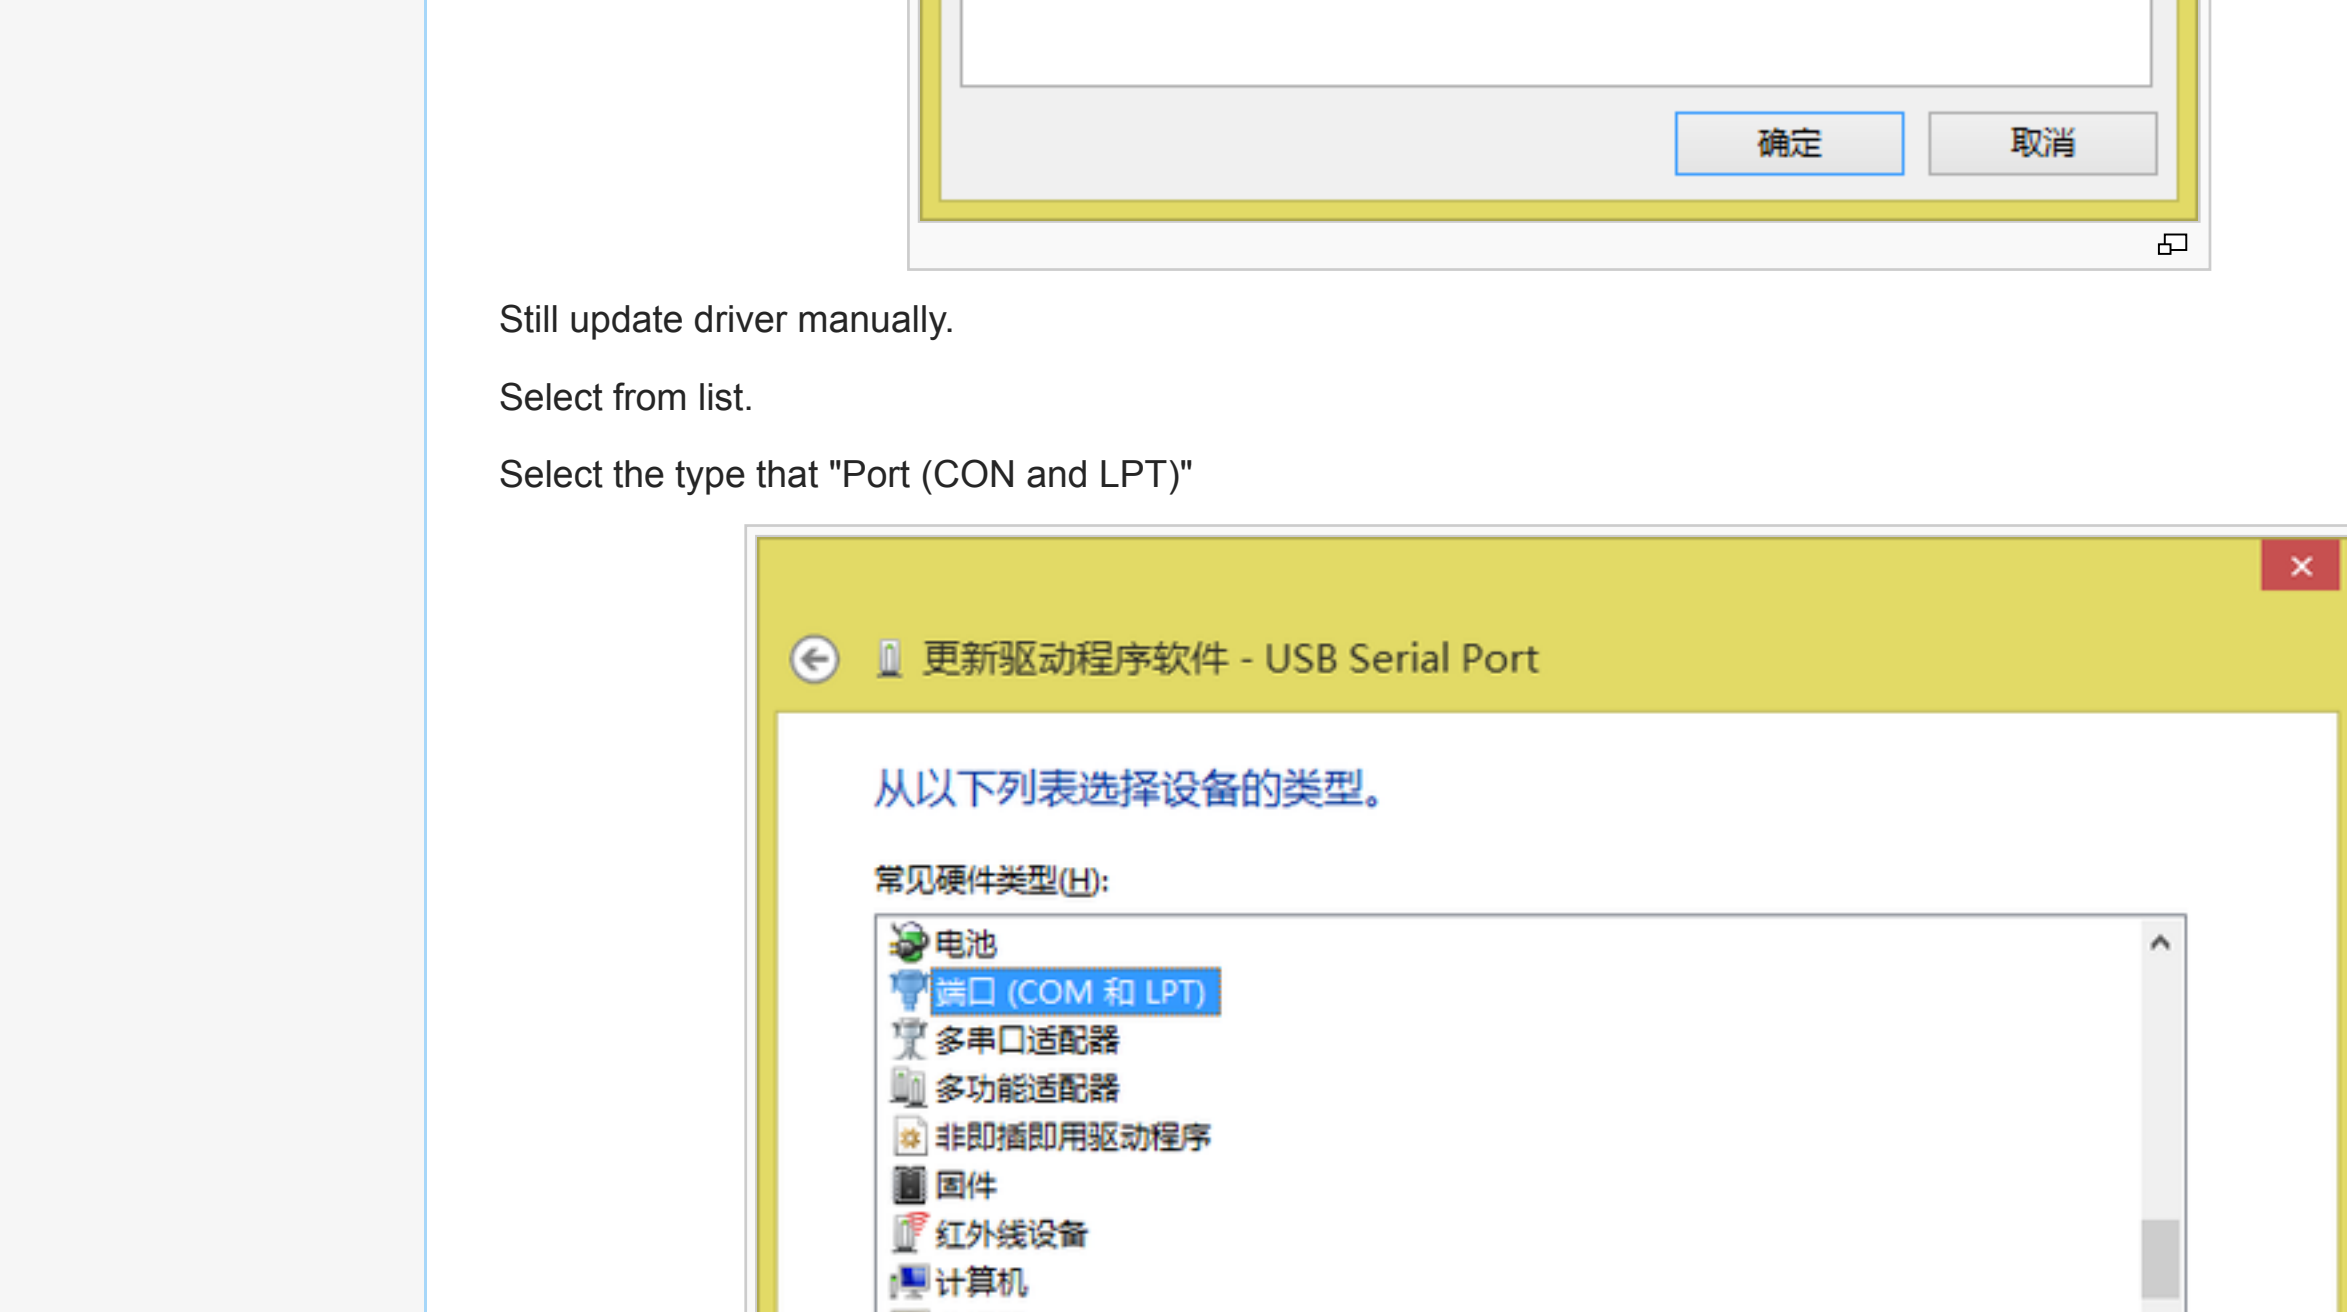 确定 取消
Still update driver manually.
Select from list.
Select the type that "Port (CON and LPT)"
更新驱动程序软件 - USB Serial Port
从以下列表选择设备的类型。
常见硬件类型(H):
电池
端口 (COM 和 LPT)
多串口适配器
多功能适配器
非即插即用驱动程序
固件
红外线设备
计算机